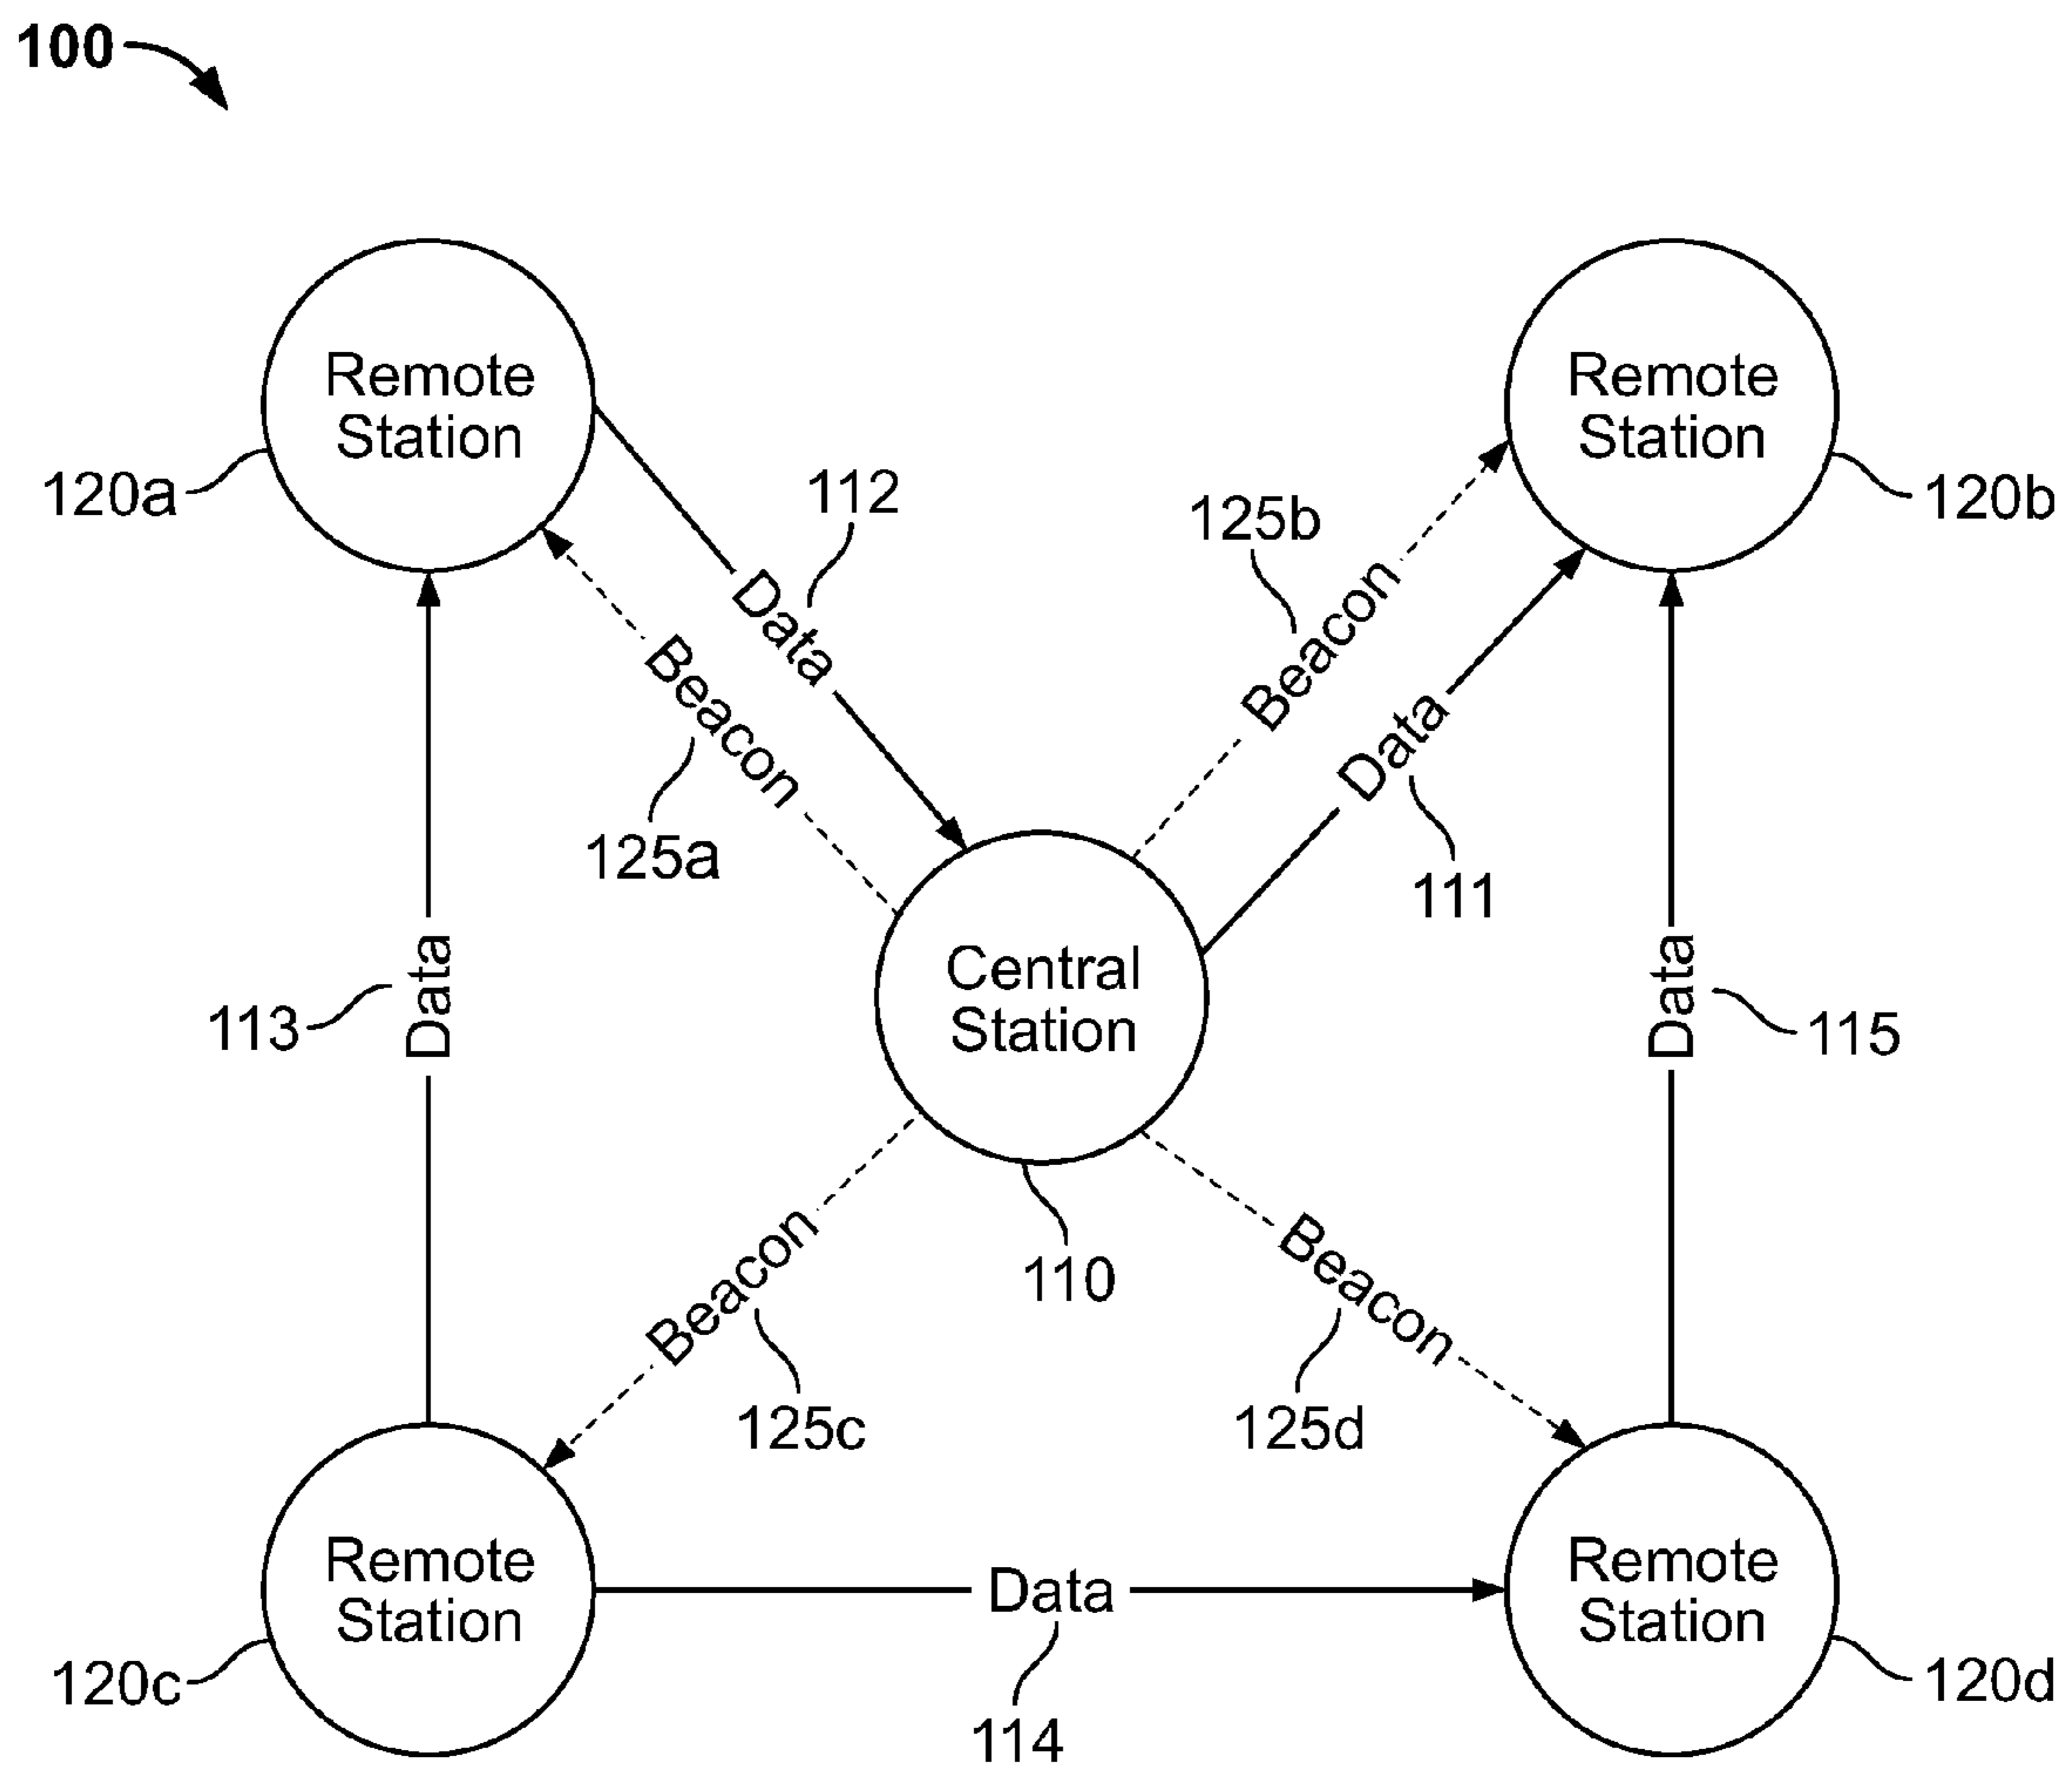 100
Remote
Station
Remote
Station
120a
112
125b
120b
Data
Beacon
Beacon
Data
125a
111
Central
Station
Data
113
Data
115
110
Beacon
Beacon
125c
125d
Remote
Station
Data
Remote
Station
120c
120d
114